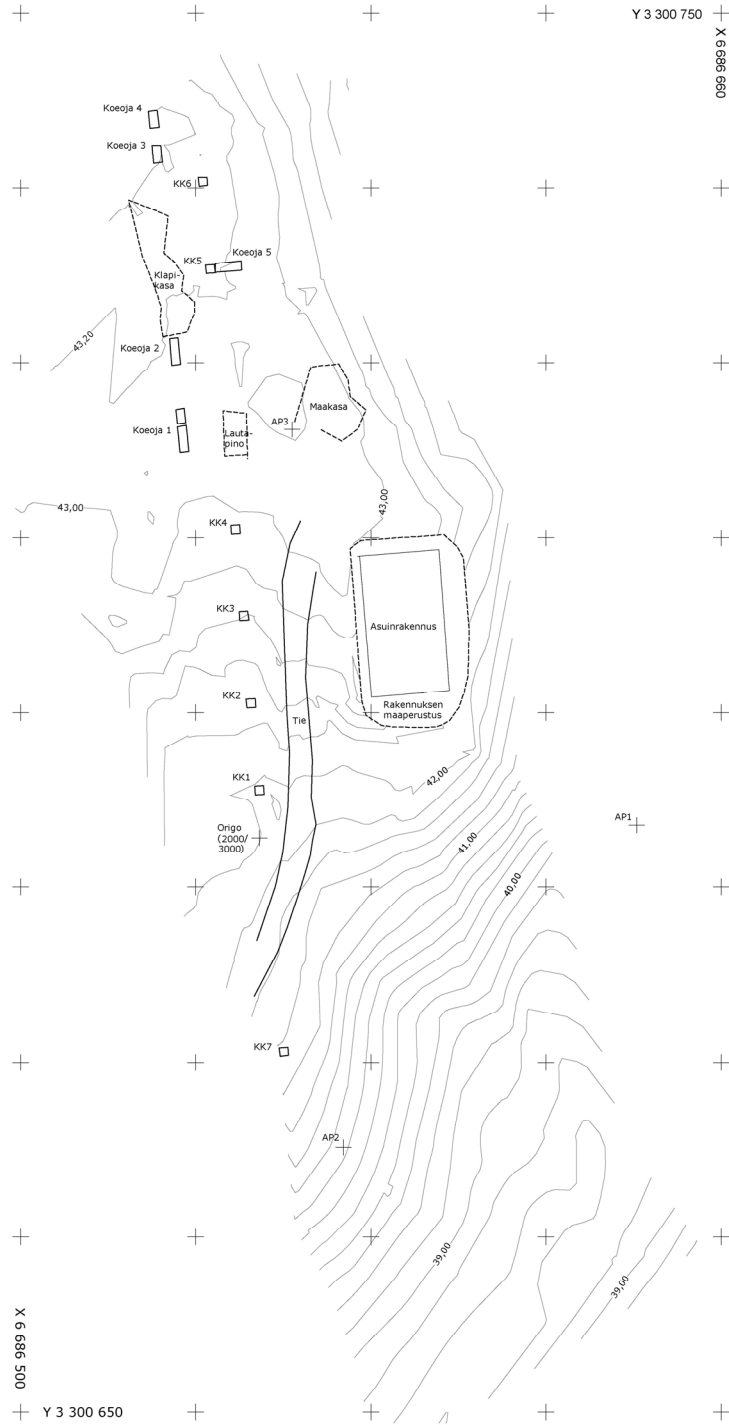 Y 3 300 750
X 6 686 660
Koeoja 4
Koeoja 3
KK6
Koeoja 5
KK5
Klapi-
kasa
43,20
Koeoja 2
Maakasa
AP3
Koeoja 1
Lauta-
pino
43,00
43,00
KK4
KK3
Asuinrakennus
KK2
Rakennuksen
maaperustus
Tie
KK1
42,00
AP1
Origo
(2000/
3000)
41,00
40,00
KK7
AP2
39,00
39,00
X 6 686 500
Y 3 300 650